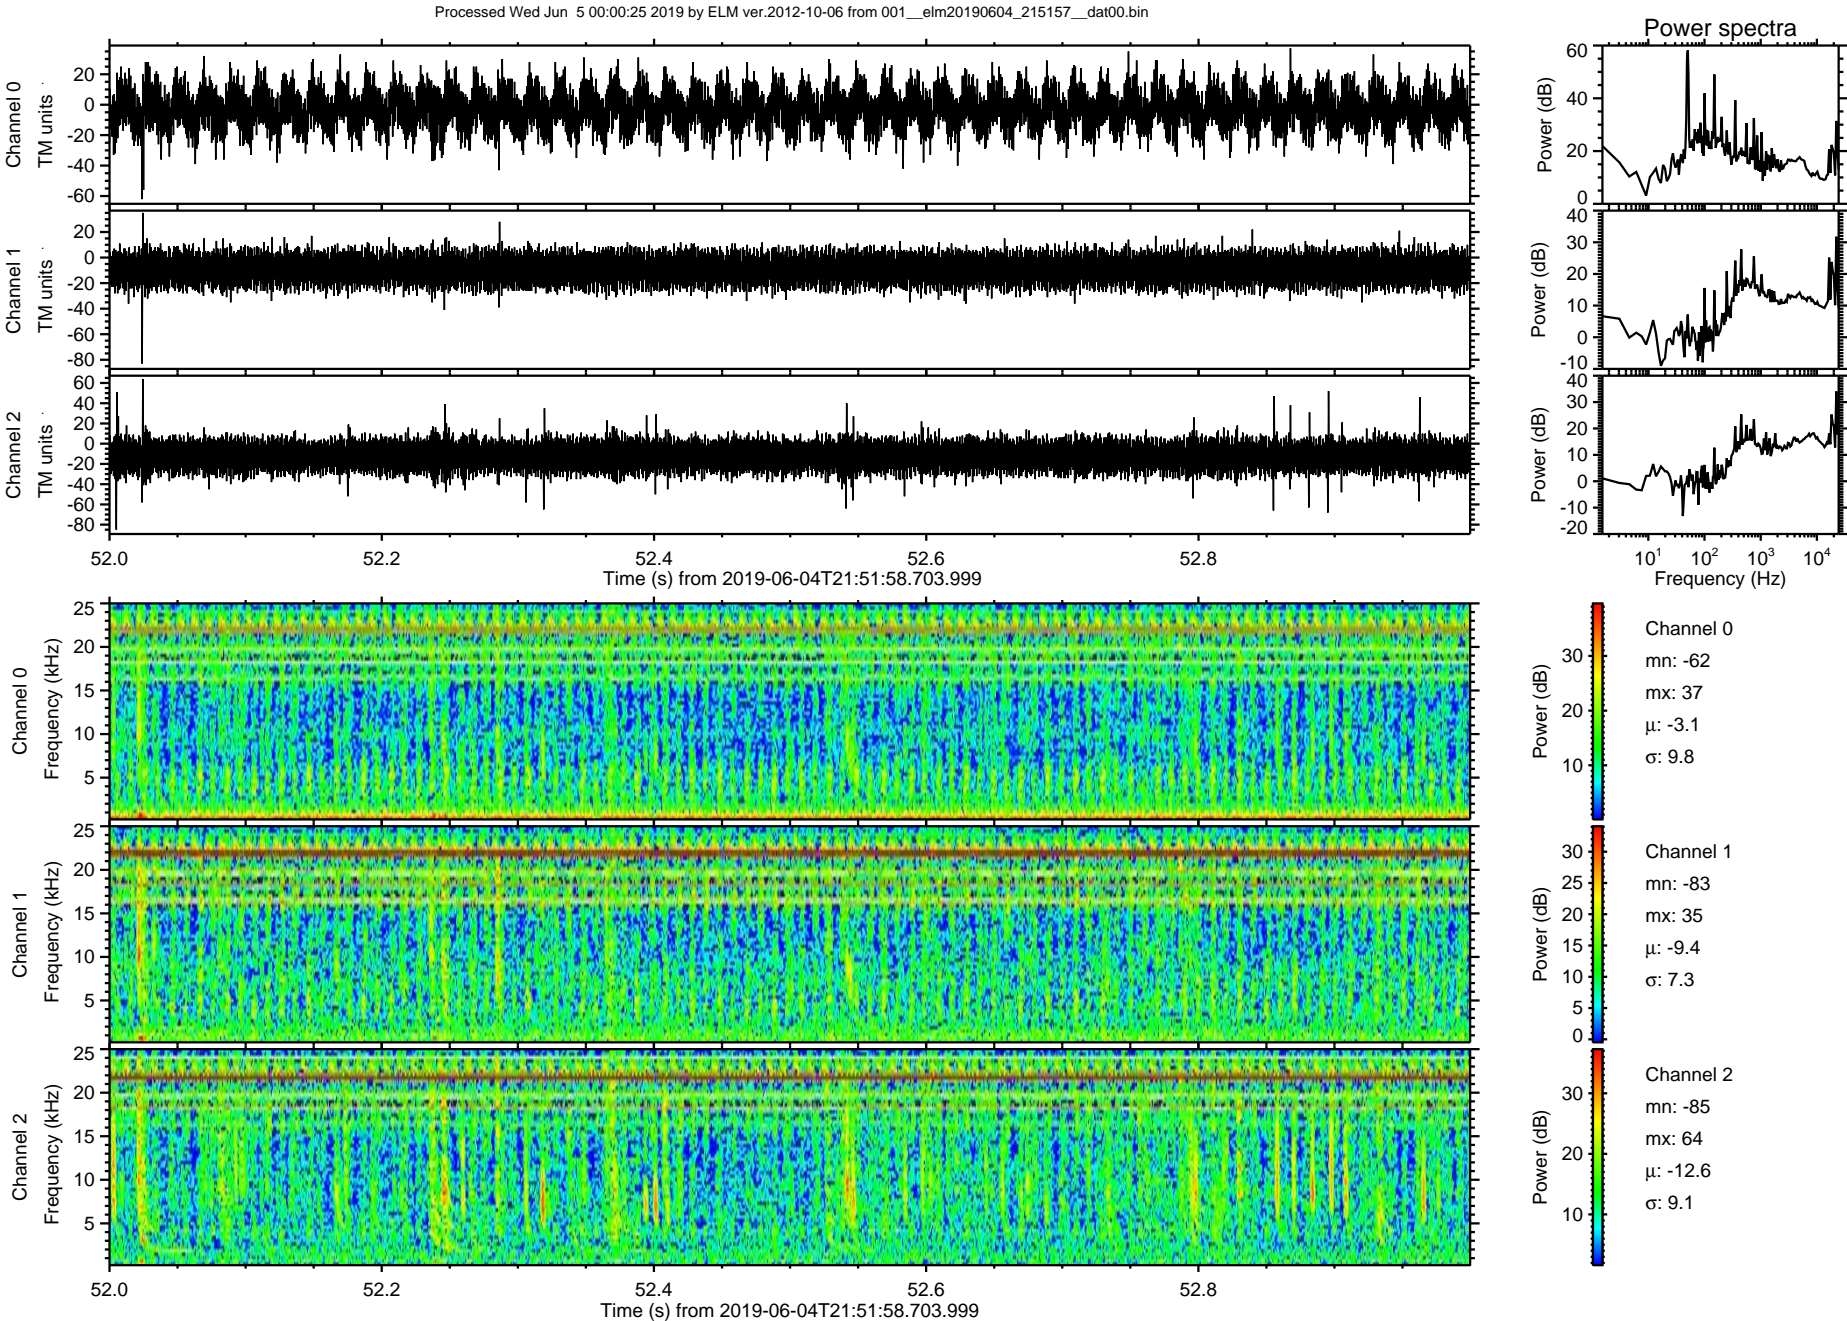 Processed Wed Jun  5 00:00:25 2019 by ELM ver.2012-10-06 from 001__elm20190604_215157__dat00.bin
Power spectra
Channel 0
TM units
20
0
-20
-40
-60
Power (dB)
60
40
20
0
Channel 1
TM units
20
0
-20
-40
-60
-80
Power (dB)
40
30
20
10
0
-10
Channel 2
TM units
60
40
20
0
-20
-40
-60
-80
Power (dB)
40
30
20
10
0
-10
-20
52.0 52.2 52.4 52.6 52.8
Time (s) from 2019-06-04T21:51:58.703.999
10¹ 10² 10³ 10⁴
Frequency (Hz)
Channel 0
Frequency (kHz)
25
20
15
10
5
Power (dB)
30
20
10
Channel 0
mn: -62
mx: 37
μ: -3.1
σ: 9.8
Channel 1
Frequency (kHz)
25
20
15
10
5
Power (dB)
30
25
20
15
10
5
0
Channel 1
mn: -83
mx: 35
μ: -9.4
σ: 7.3
Channel 2
Frequency (kHz)
25
20
15
10
5
Power (dB)
30
20
10
Channel 2
mn: -85
mx: 64
μ: -12.6
σ: 9.1
52.0 52.2 52.4 52.6 52.8
Time (s) from 2019-06-04T21:51:58.703.999